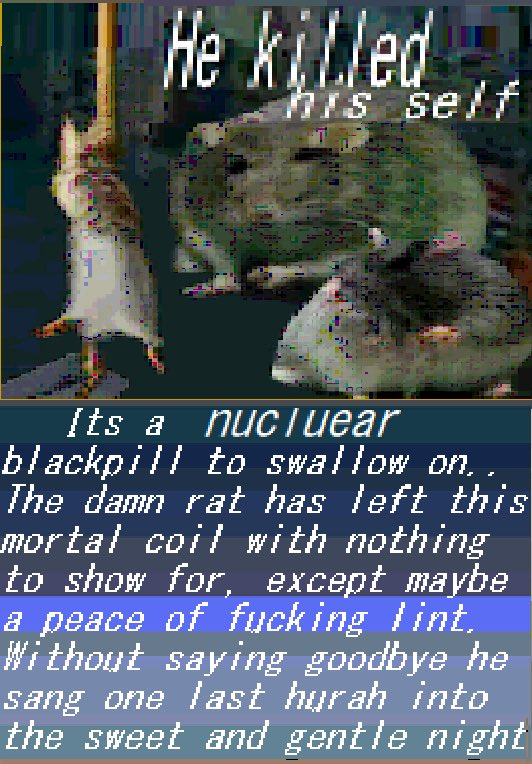 He killed
his self
Its a nucluear
blackpill to swallow on..
The damn rat has left this
mortal coil with nothing
to show for, except maybe
a peace of fucking lint.
Without saying goodbye he
sang one last hurah into
the sweet and gentle night